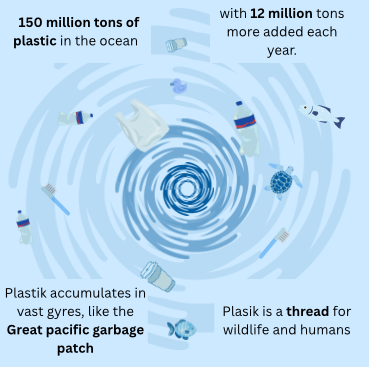 150 million tons of
plastic in the ocean
with 12 million tons
more added each
year.
Plastik accumulates in
vast gyres, like the
Great pacific garbage
patch
Plasik is a thread for
wildlife and humans